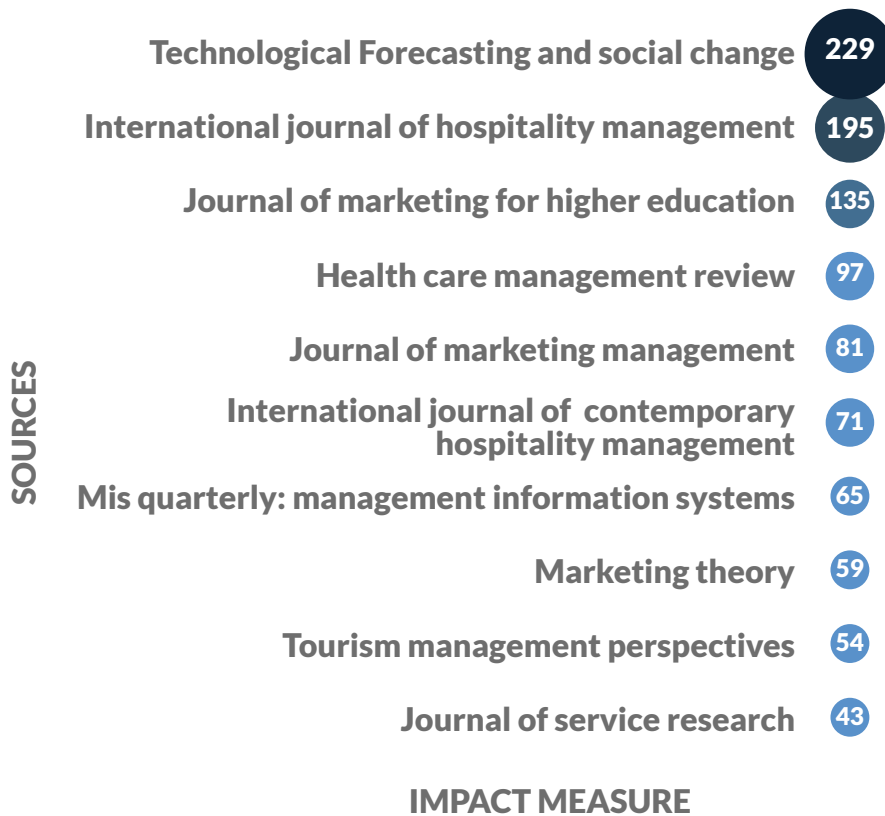 Technological Forecasting and social change 229
International journal of hospitality management 195
Journal of marketing for higher education 135
Health care management review 97
Journal of marketing management 81
International journal of  contemporary
hospitality management 71
Mis quarterly: management information systems 65
Marketing theory 59
Tourism management perspectives 54
Journal of service research 43
SOURCES
IMPACT MEASURE